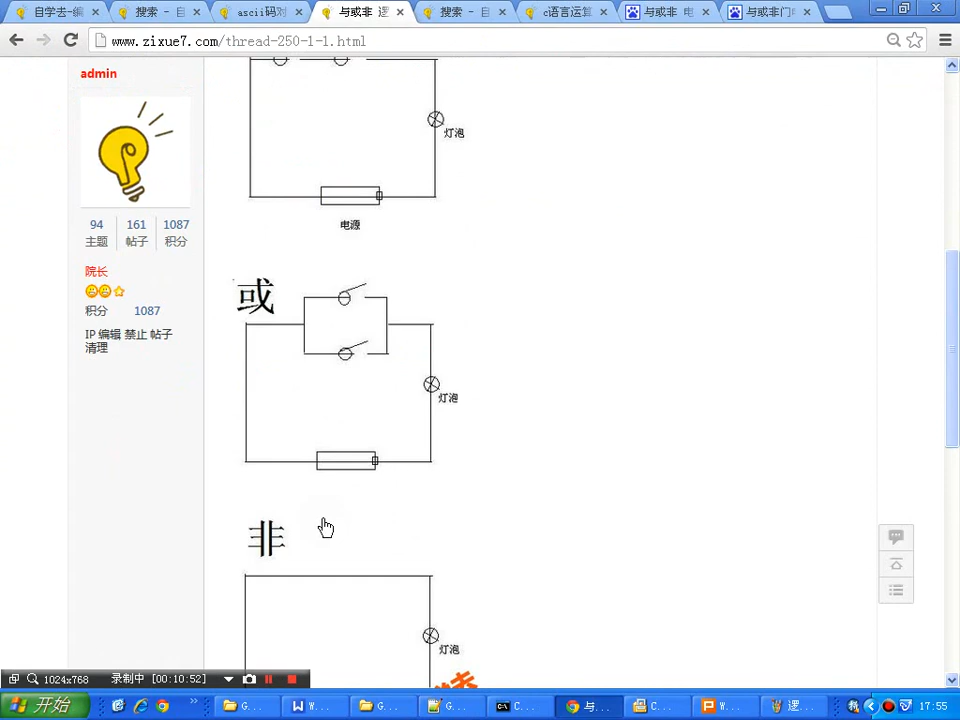 自学去-编
搜索 - 自
ascii码对
与或非 逻
搜索 - 自
c语言运算
与或非 电
与或非门
www.zixue7.com/thread-250-1-1.html
admin
94 161 1087
主题 帖子 积分
院长
积分 1087
IP 编辑 禁止 帖子
清理
灯泡
电源
或
灯泡
非
灯泡
1024x768 录制中 [00:10:52]
开始
G...
W...
G...
G...
C...
与...
C...
W...
逻...
17:55